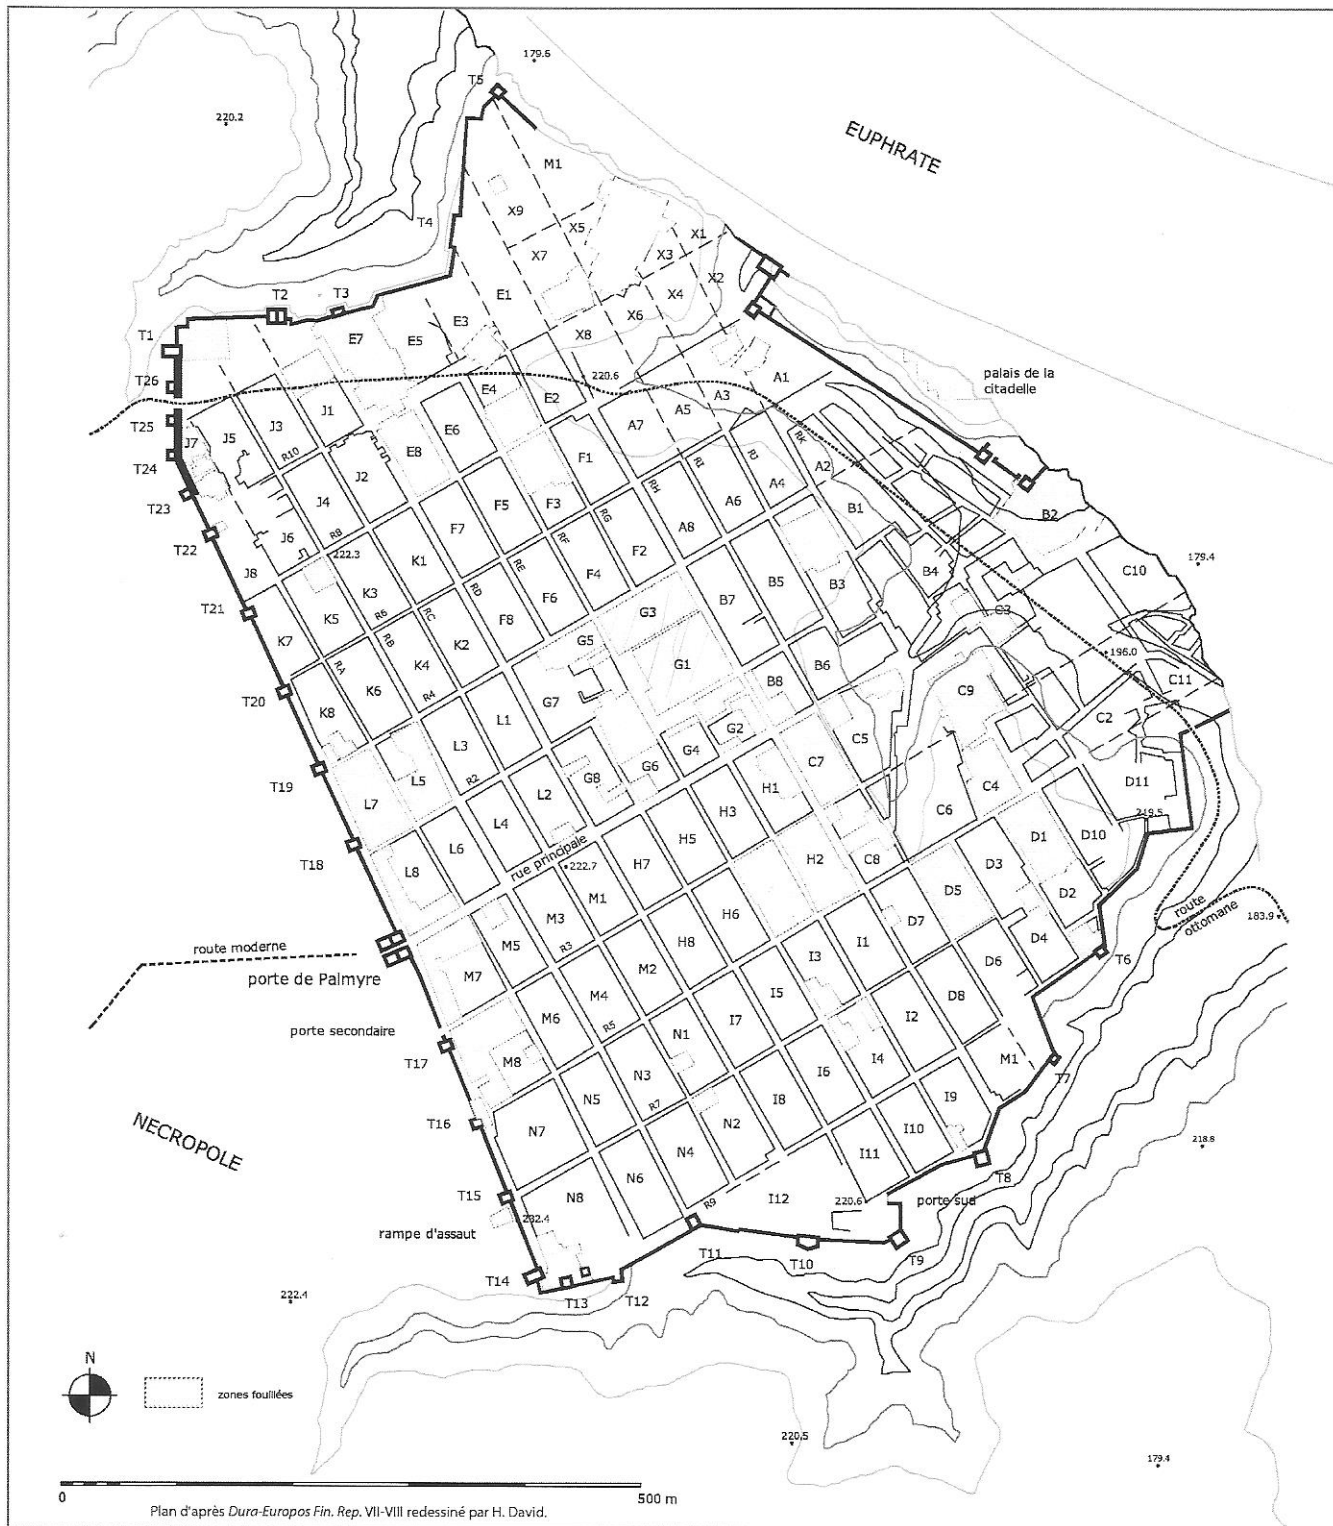 179.6
T5
220.2
EUPHRATE
M1
X9
X5
T4
X1
X7
X3
X2
E1
X4
T2
T3
E3
X6
T1
E7
E5
X8
T26
220.6
palais de la
citadelle
A1
E4
J1
E2
A3
T25
J3
A5
J5
E6
A7
J7
RK
T24
R10
E8
F1
RI
RJ
A2
J2
RH
A4
T23
J4
F3
A6
B1
F5
RG
B2
T22
R8
F7
A8
J6
222.3
RF
F2
179.4
K1
RE
B4
C10
J8
K3
F4
B5
B3
RD
F6
B7
T21
K5
R6
RC
G3
C3
RB
F8
K7
K2
G5
RA
K4
G1
B6
196.0
T20
K6
R4
B8
C11
K8
G7
C9
L1
C2
L3
G2
C5
G4
C7
T19
L5
R2
G8
G6
D11
L7
L2
H1
C4
L4
H3
C6
219.5
T18
L6
H5
D1
D10
rue principale
222.7
L8
H7
H2
C8
D3
M1
D5
D2
M3
H6
route
ottomane
183.9
route moderne
M5
R3
D7
I1
D4
H8
porte de Palmyre
M7
M2
I3
D6
T6
M4
I5
D8
porte secondaire
M6
R5
I7
I2
T17
M8
N1
I4
M1
T7
N3
I6
N5
R7
I8
I9
NECROPOLE
T16
N7
N2
I10
218.6
N4
I11
N6
T8
T15
N8
R9
I12
220.6
porte sud
rampe d'assaut
232.4
T11
T10
T9
T14
222.4
T13
T12
N
zones fouillées
220.5
179.4
0
500 m
Plan d'après Dura-Europos Fin. Rep. VII-VIII redessiné par H. David.